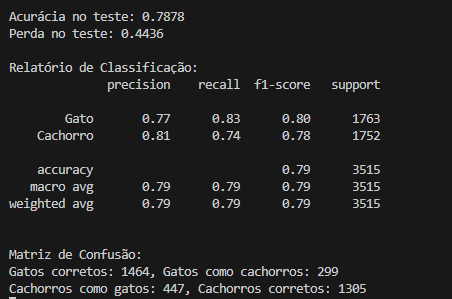 Acurácia no teste: 0.7878
Perda no teste: 0.4436
Relatório de Classificação:
precision recall f1-score support
Gato 0.77 0.83 0.80 1763
Cachorro 0.81 0.74 0.78 1752
accuracy 0.79 3515
macro avg 0.79 0.79 0.79 3515
weighted avg 0.79 0.79 0.79 3515
Matriz de Confusão:
Gatos corretos: 1464, Gatos como cachorros: 299
Cachorros como gatos: 447, Cachorros corretos: 1305